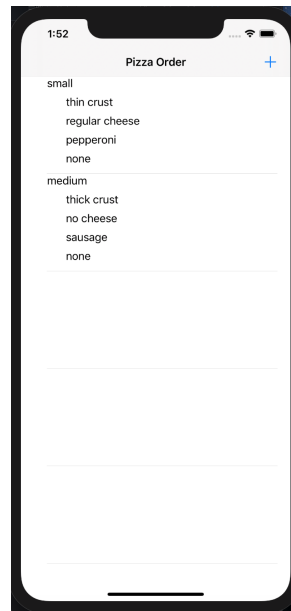 1:52
Pizza Order +
small
thin crust
regular cheese
pepperoni
none
medium
thick crust
no cheese
sausage
none